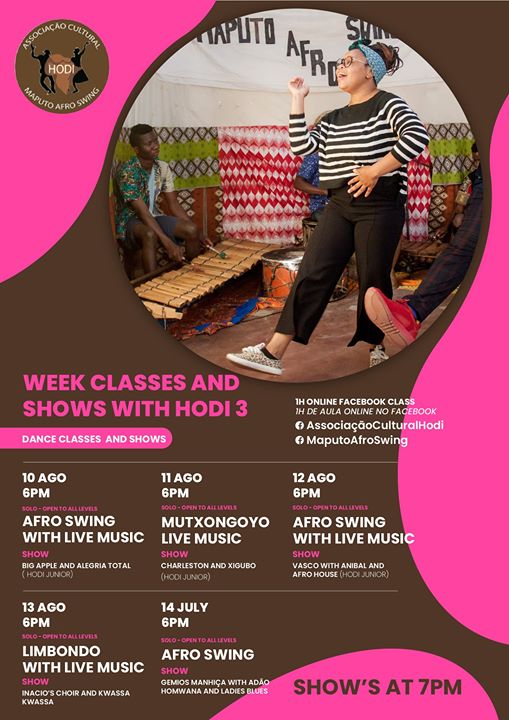 ASSOCIAÇÃO CULTURAL
HODI
MAPUTO AFRO SWING
MAPUTO AFRO SWING
WEEK CLASSES AND
SHOWS WITH HODI 3
DANCE CLASSES AND SHOWS
1H ONLINE FACEBOOK CLASS
1H DE AULA ONLINE NO FACEBOOK
AssociaçãoCulturalHodi
MaputoAfroSwing
10 AGO
6PM
SOLO - OPEN TO ALL LEVELS
AFRO SWING
WITH LIVE MUSIC
SHOW
BIG APPLE AND ALEGRIA TOTAL
( HODI JUNIOR)
11 AGO
6PM
SOLO - OPEN TO ALL LEVELS
MUTXONGOYO
LIVE MUSIC
SHOW
CHARLESTON AND XIGUBO
(HODI JUNIOR)
12 AGO
6PM
SOLO - OPEN TO ALL LEVELS
AFRO SWING
WITH LIVE MUSIC
SHOW
VASCO WITH ANIBAL AND
AFRO HOUSE (HODI JUNIOR)
13 AGO
6PM
SOLO - OPEN TO ALL LEVELS
LIMBONDO
WITH LIVE MUSIC
SHOW
INACIO'S CHOIR AND KWASSA
KWASSA
14 JULY
6PM
SOLO - OPEN TO ALL LEVELS
AFRO SWING
SHOW
GEMIOS MANHIÇA WITH ADÃO
HOMWANA AND LADIES BLUES
SHOW'S AT 7PM